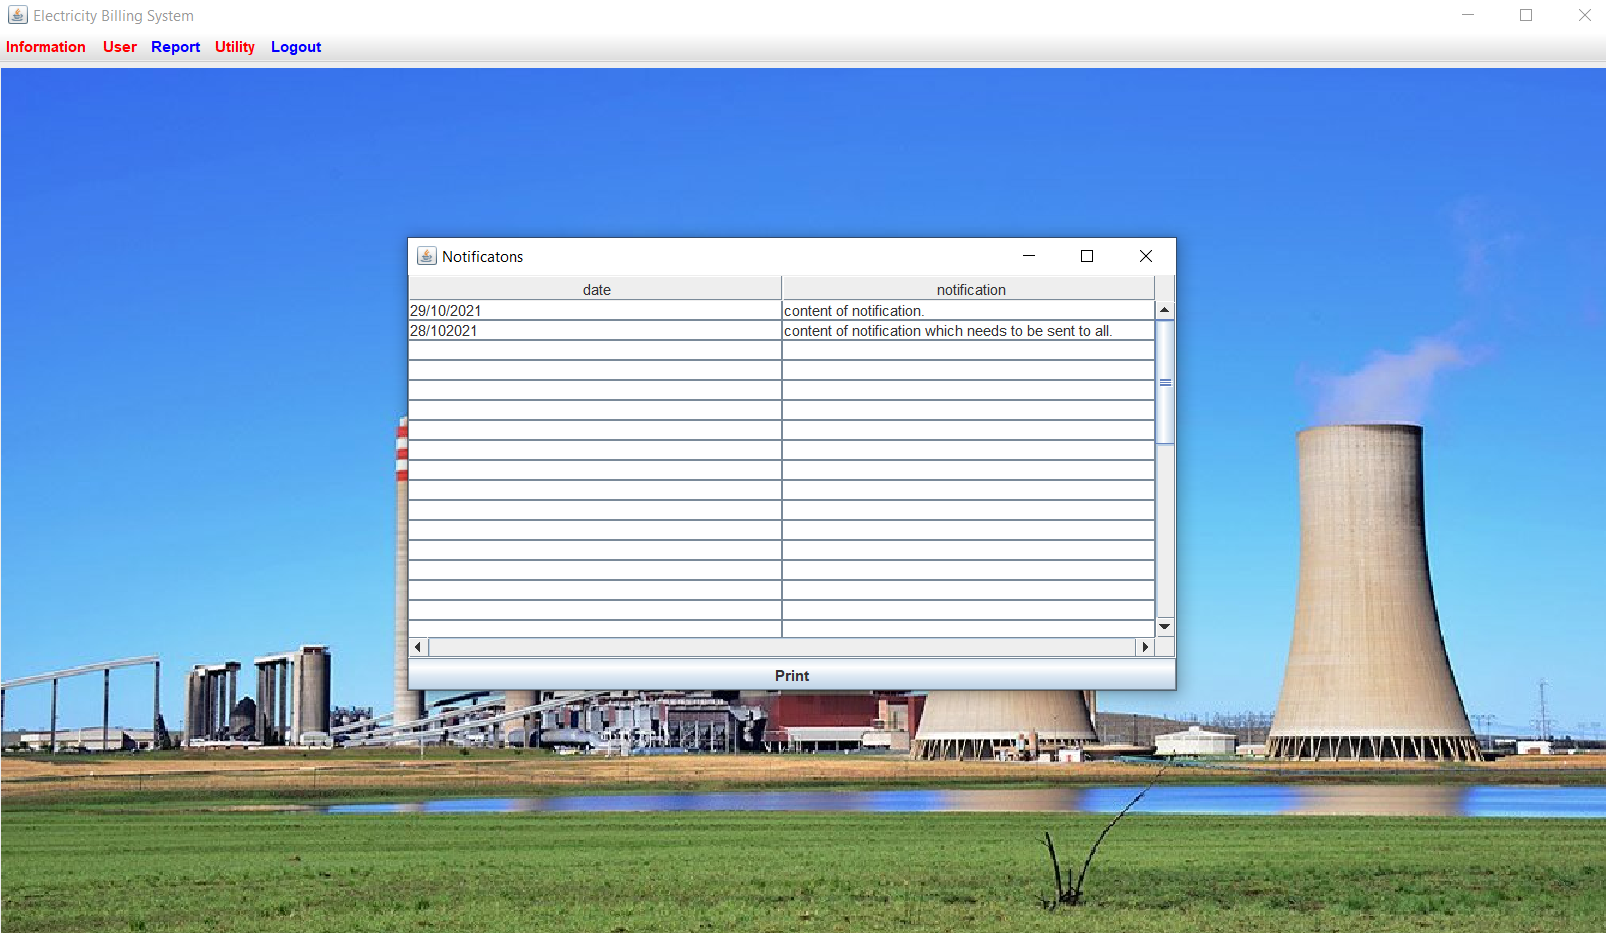 Electricity Billing System
Information User Report Utility Logout
Notificatons
date notification
29/10/2021 content of notification.
28/102021 content of notification which needs to be sent to all.
Print